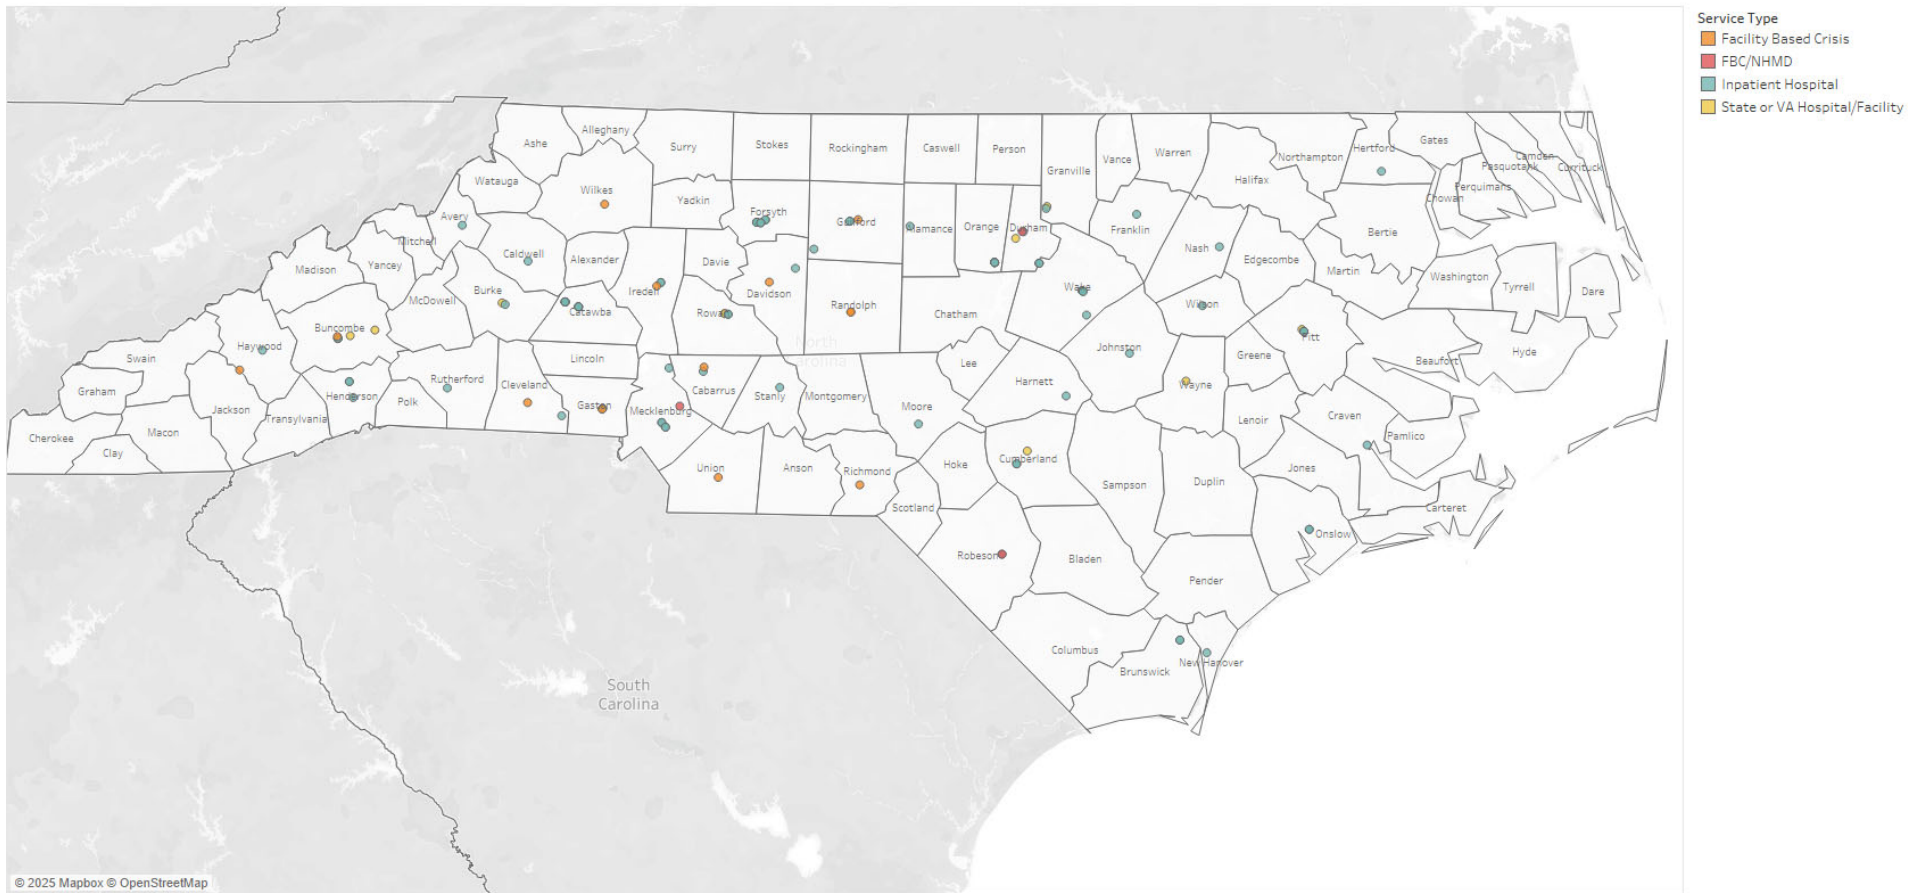 Service Type
Facility Based Crisis
FBC/NHMD
Inpatient Hospital
State or VA Hospital/Facility
Ashe
Alleghany
Surry
Stokes
Rockingham
Caswell
Person
Granville
Vance
Warren
Northampton
Hertford
Gates
Camden
Pasquotank
Currituck
Perquimans
Chowan
Halifax
Watauga
Wilkes
Yadkin
Forsyth
Guilford
Alamance
Orange
Durham
Franklin
Nash
Edgecombe
Bertie
Martin
Washington
Tyrrell
Dare
Avery
Mitchell
Caldwell
Alexander
Davie
Iredell
Davidson
Randolph
Chatham
Wake
Wilson
Madison
Yancey
McDowell
Burke
Catawba
Rowan
North
Carolina
Johnston
Greene
Pitt
Beaufort
Hyde
Buncombe
Haywood
Swain
Graham
Lincoln
Rutherford
Cleveland
Gaston
Cabarrus
Stanly
Montgomery
Lee
Harnett
Wayne
Moore
Lenoir
Craven
Pamlico
Henderson
Polk
Mecklenburg
Jackson
Transylvania
Macon
Cherokee
Clay
Union
Anson
Richmond
Hoke
Cumberland
Sampson
Duplin
Jones
Carteret
Scotland
Onslow
Robeson
Bladen
Pender
Columbus
Brunswick
New Hanover
South
Carolina
© 2025 Mapbox © OpenStreetMap